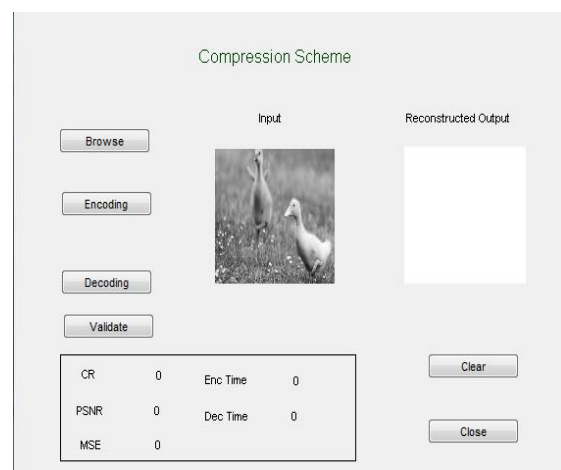 Compression Scheme
Input
Reconstructed Output
Browse
Encoding
Decoding
Validate
CR 0 Enc Time 0
PSNR 0 Dec Time 0
MSE 0
Clear
Close